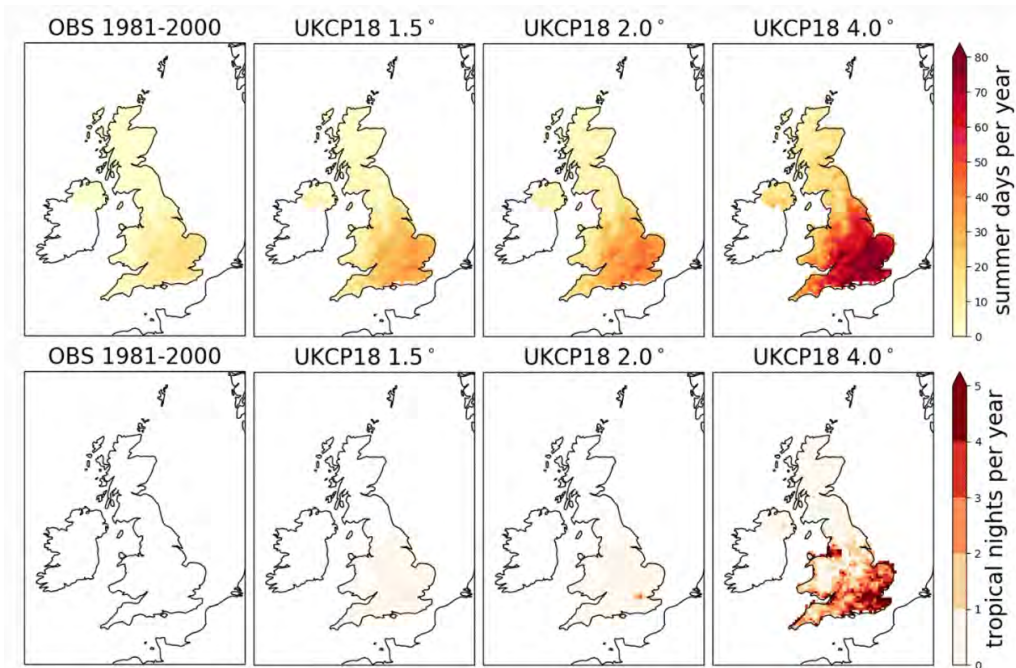 OBS 1981-2000
UKCP18 1.5°
UKCP18 2.0°
UKCP18 4.0°
80
70
60
50
40
30
20
10
0
summer days per year
OBS 1981-2000
UKCP18 1.5°
UKCP18 2.0°
UKCP18 4.0°
5
4
3
2
1
0
tropical nights per year